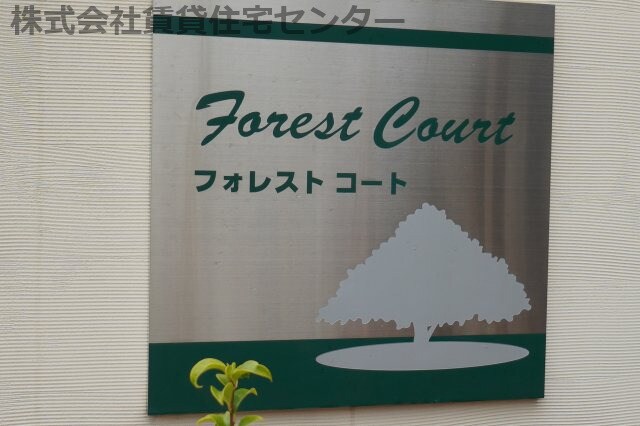 株式会社賃貸住宅センター
Forest Court
フォレスト コート